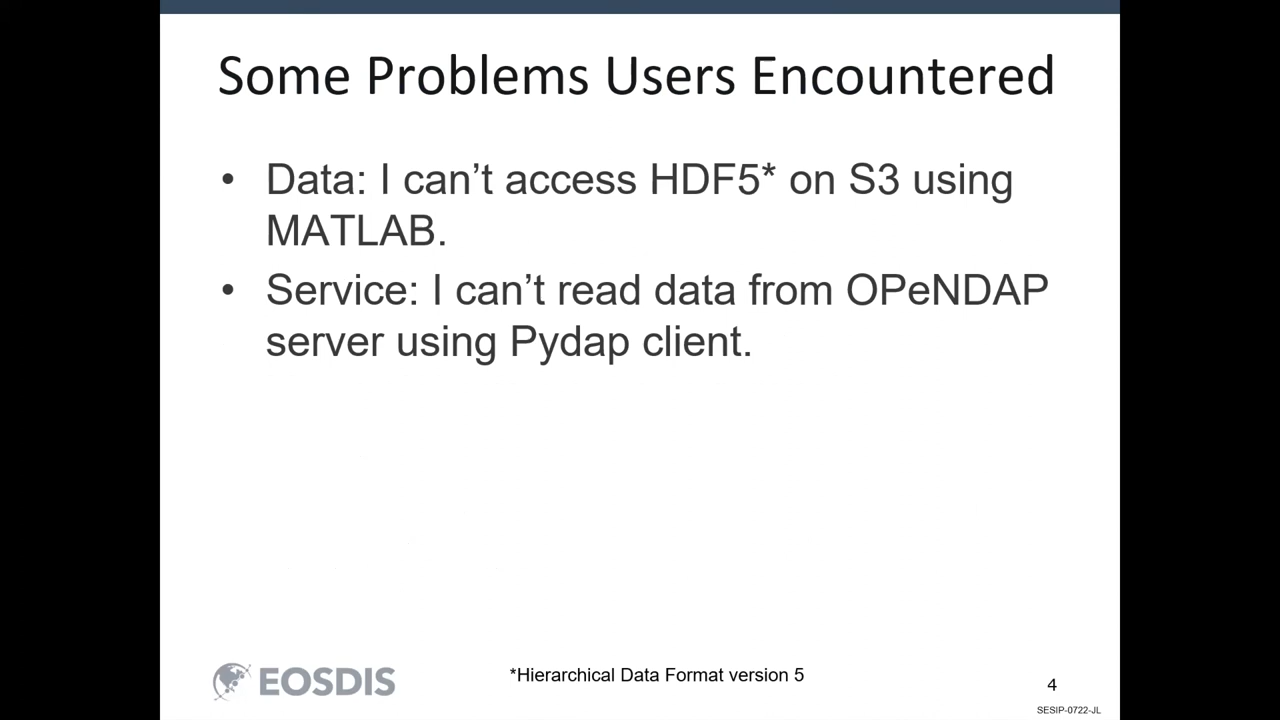 Some Problems Users Encountered
• Data: I can’t access HDF5* on S3 using
MATLAB.
• Service: I can’t read data from OPeNDAP
server using Pydap client.
EOSDIS
*Hierarchical Data Format version 5
4
SESIP-0722-JL